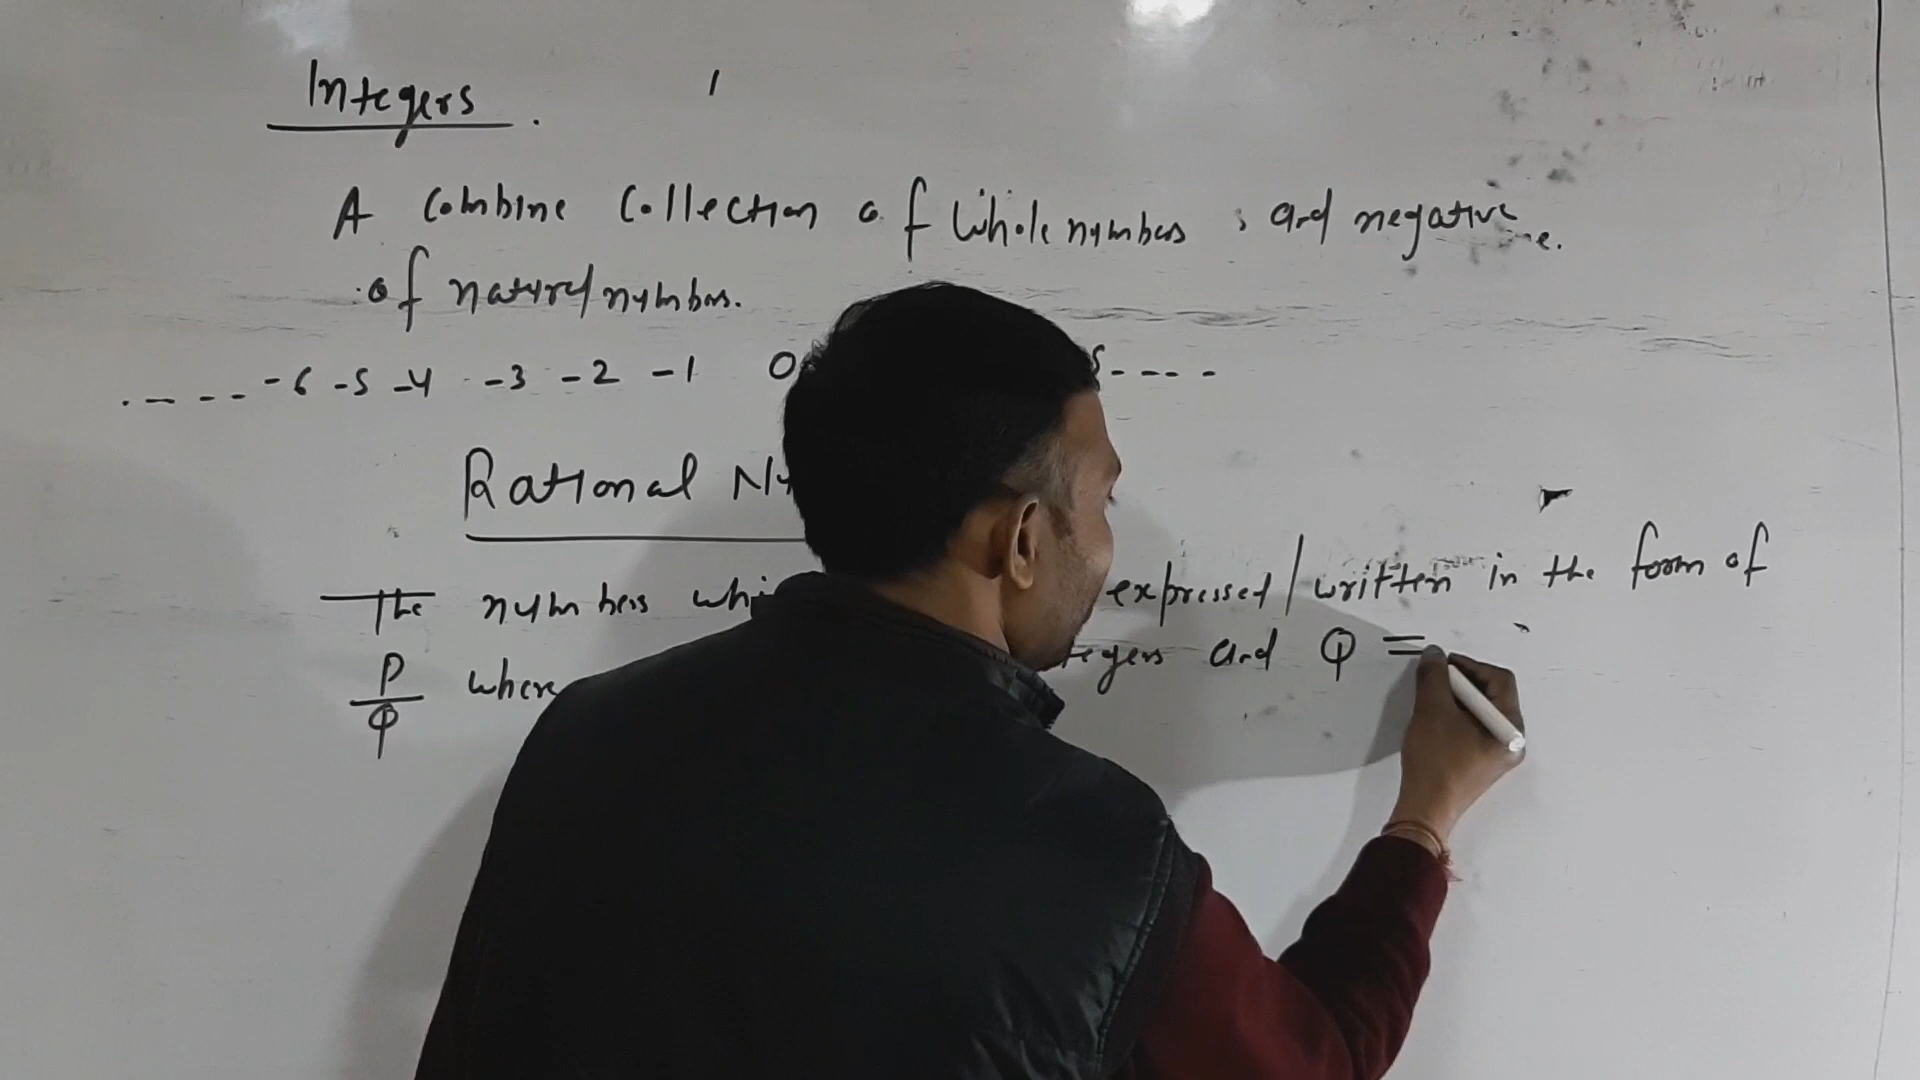 Integers.
A Combine Collection of Whole numbers ; and negative
of natural numbers.
. _ _ _ -6 -5 -4 -3 -2 -1 0 5 - - - -
Rational
The numbers expressed / written in the form of
P/Q where and Q =